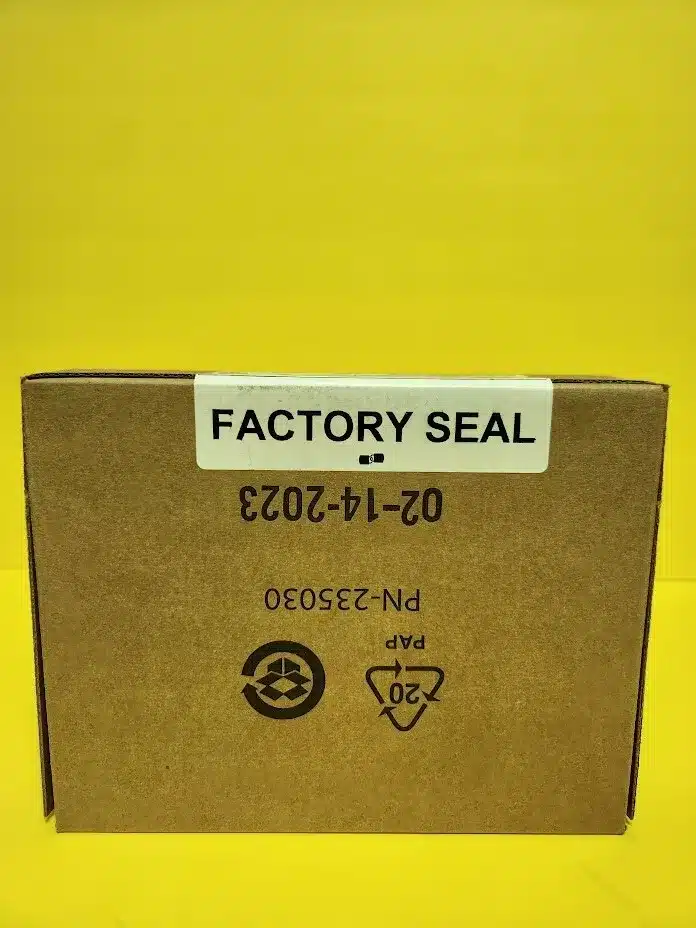 FACTORY SEAL
02-14-2023
PN-235030
PAP
20